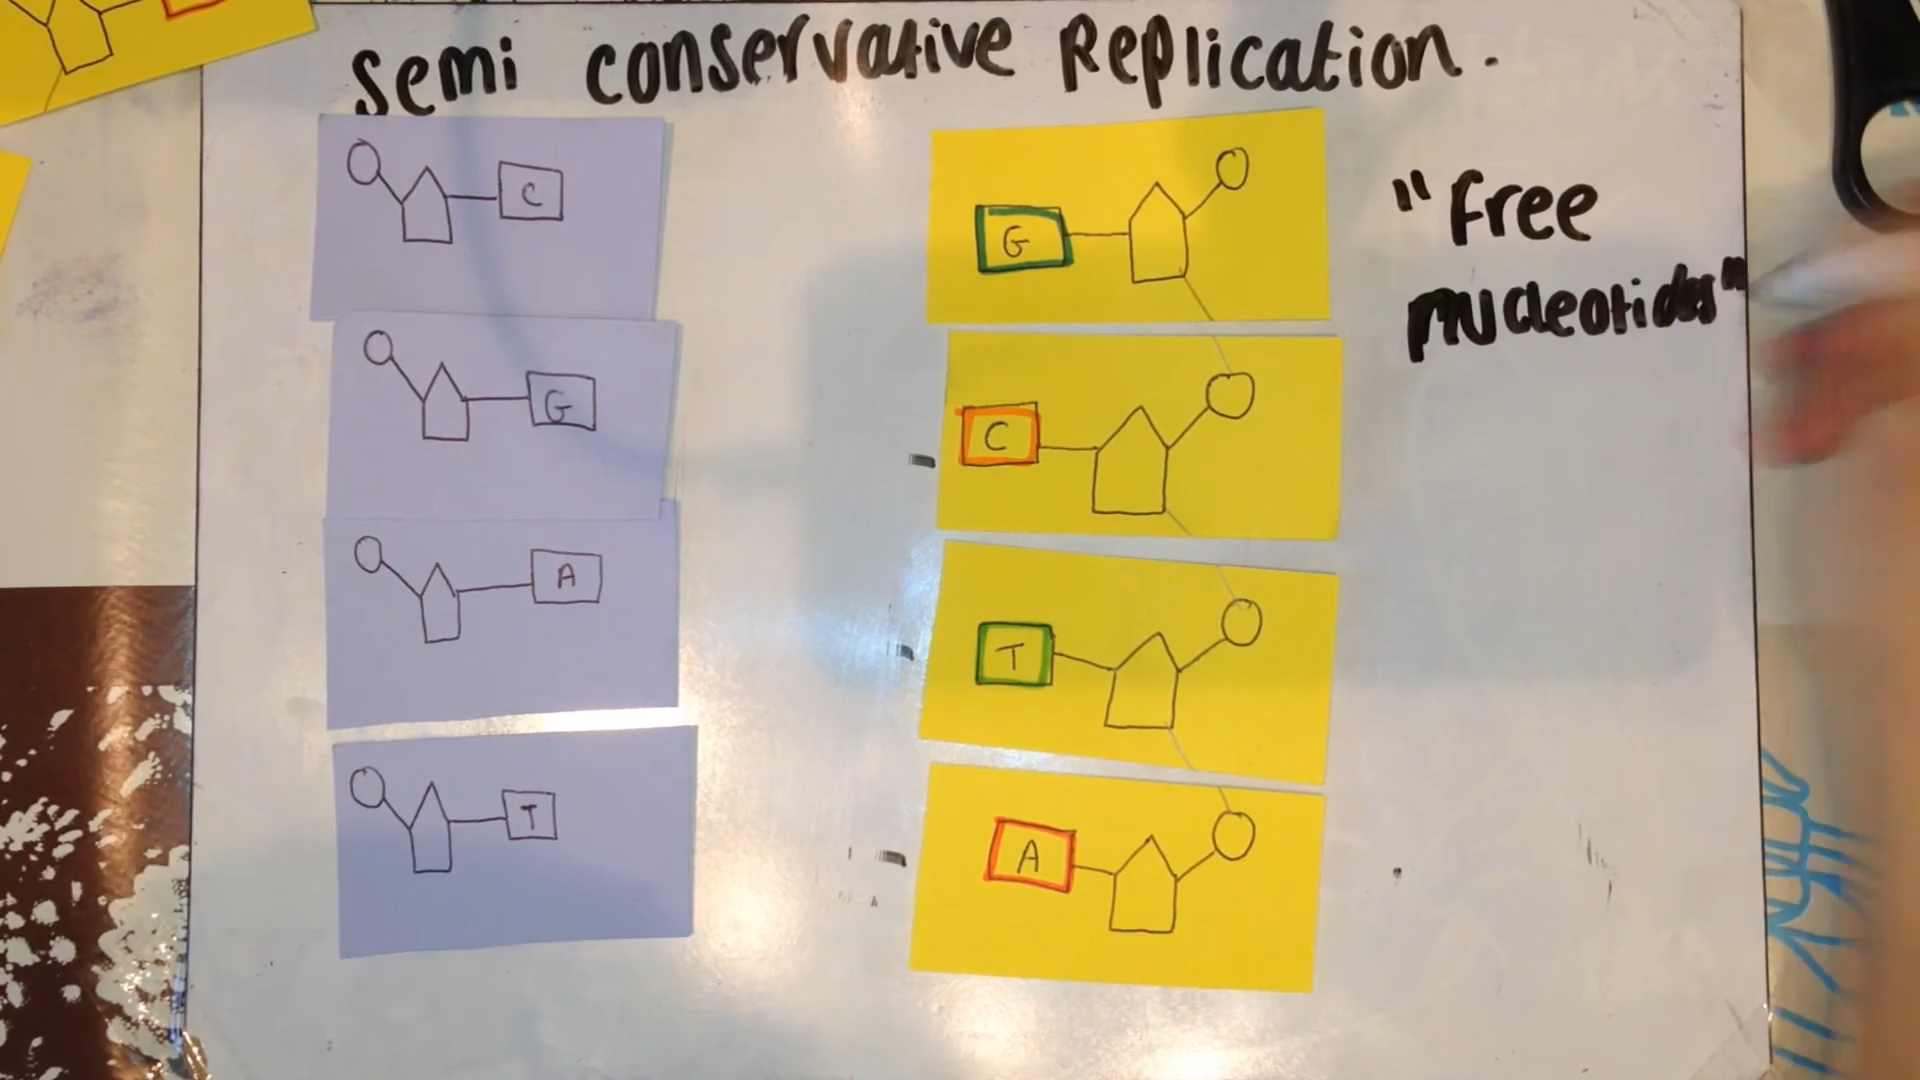 Semi conservative Replication.
C
G
A
T
G
C
T
A
"Free
nucleotides"